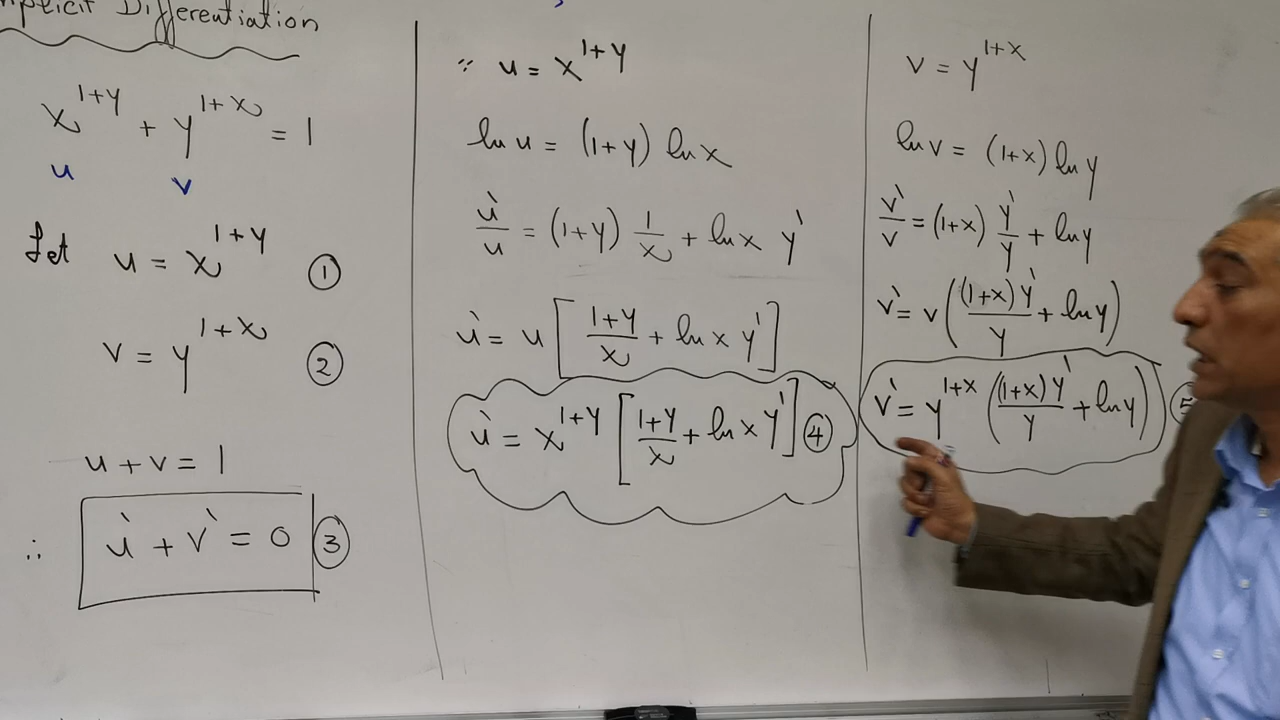 Implicit Differentiation
x^{1+y} + y^{1+x} = 1
u v
Let u = x^{1+y} ①
v = y^{1+x} ②
u + v = 1
∴ u` + v` = 0 ③
∵ u = x^{1+y}
ln u = (1+y) ln x
u`/u = (1+y) 1/x + ln x y`
u` = u [ (1+y)/x + ln x y` ]
u` = x^{1+y} [ (1+y)/x + ln x y` ] ④
v = y^{1+x}
ln v = (1+x) ln y
v`/v = (1+x) y`/y + ln y
v` = v ( (1+x) y`/y + ln y )
v` = y^{1+x} ( (1+x) y`/y + ln y ) ⑤